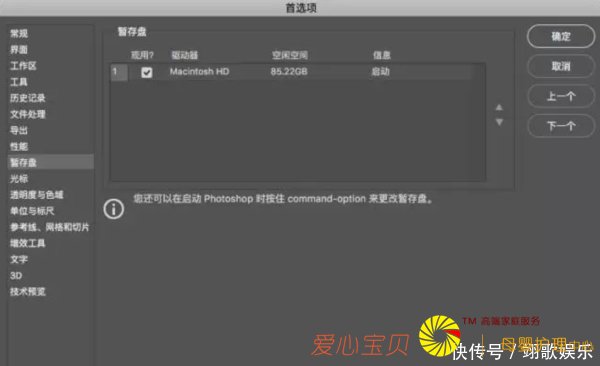 首选项
常规
界面
工作区
工具
历史记录
文件处理
导出
性能
暂存盘
光标
透明度与色域
单位与标尺
参考线、网格和切片
增效工具
文字
3D
技术预览
暂存盘
现用? 驱动器 空闲空间 信息
1 Macintosh HD 85.22GB 启动
您还可以在启动 Photoshop 时按住 command-option 来更改暂存盘。
确定
取消
上一个
下一个
爱心宝贝
TM 高端家庭服务
母婴护理中心
快传号 / 翊歌娱乐